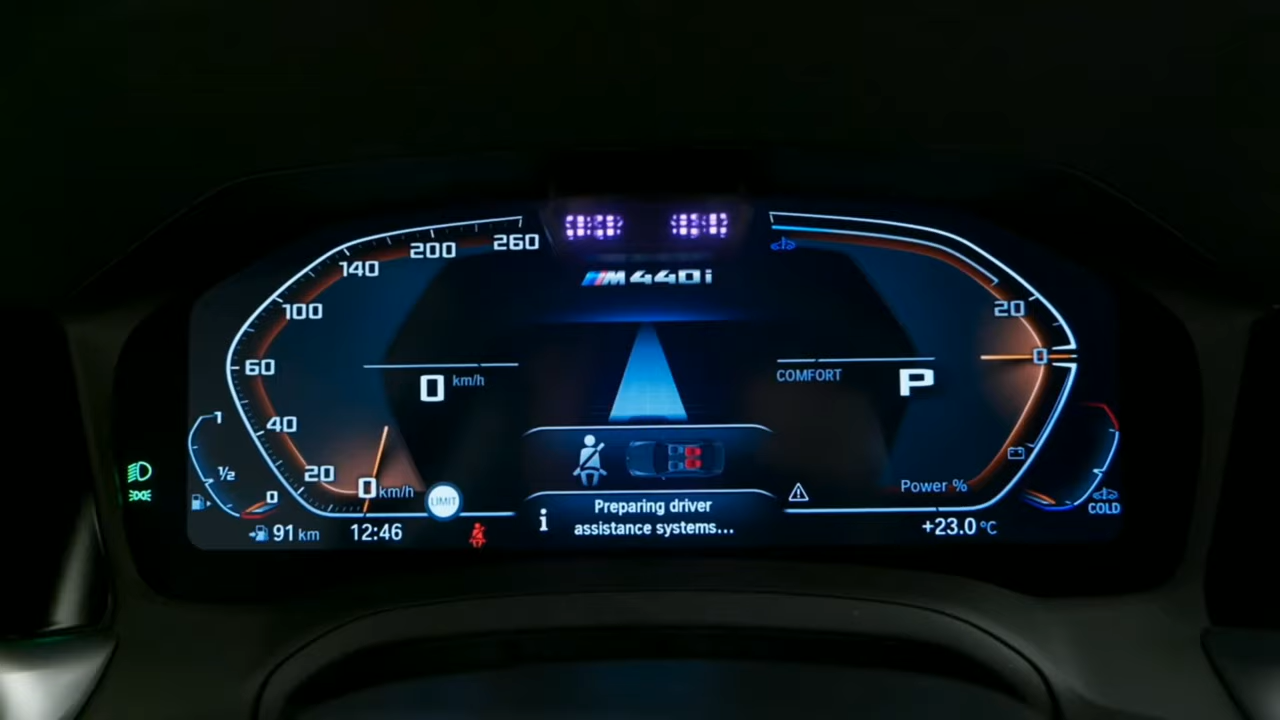 260
200
140
100
60
40
20
0 km/h
1
½
0
91 km
12:46
LIMIT
0 km/h
M440i
Preparing driver
assistance systems...
i
COMFORT
P
20
0
Power %
+23.0 °C
COLD